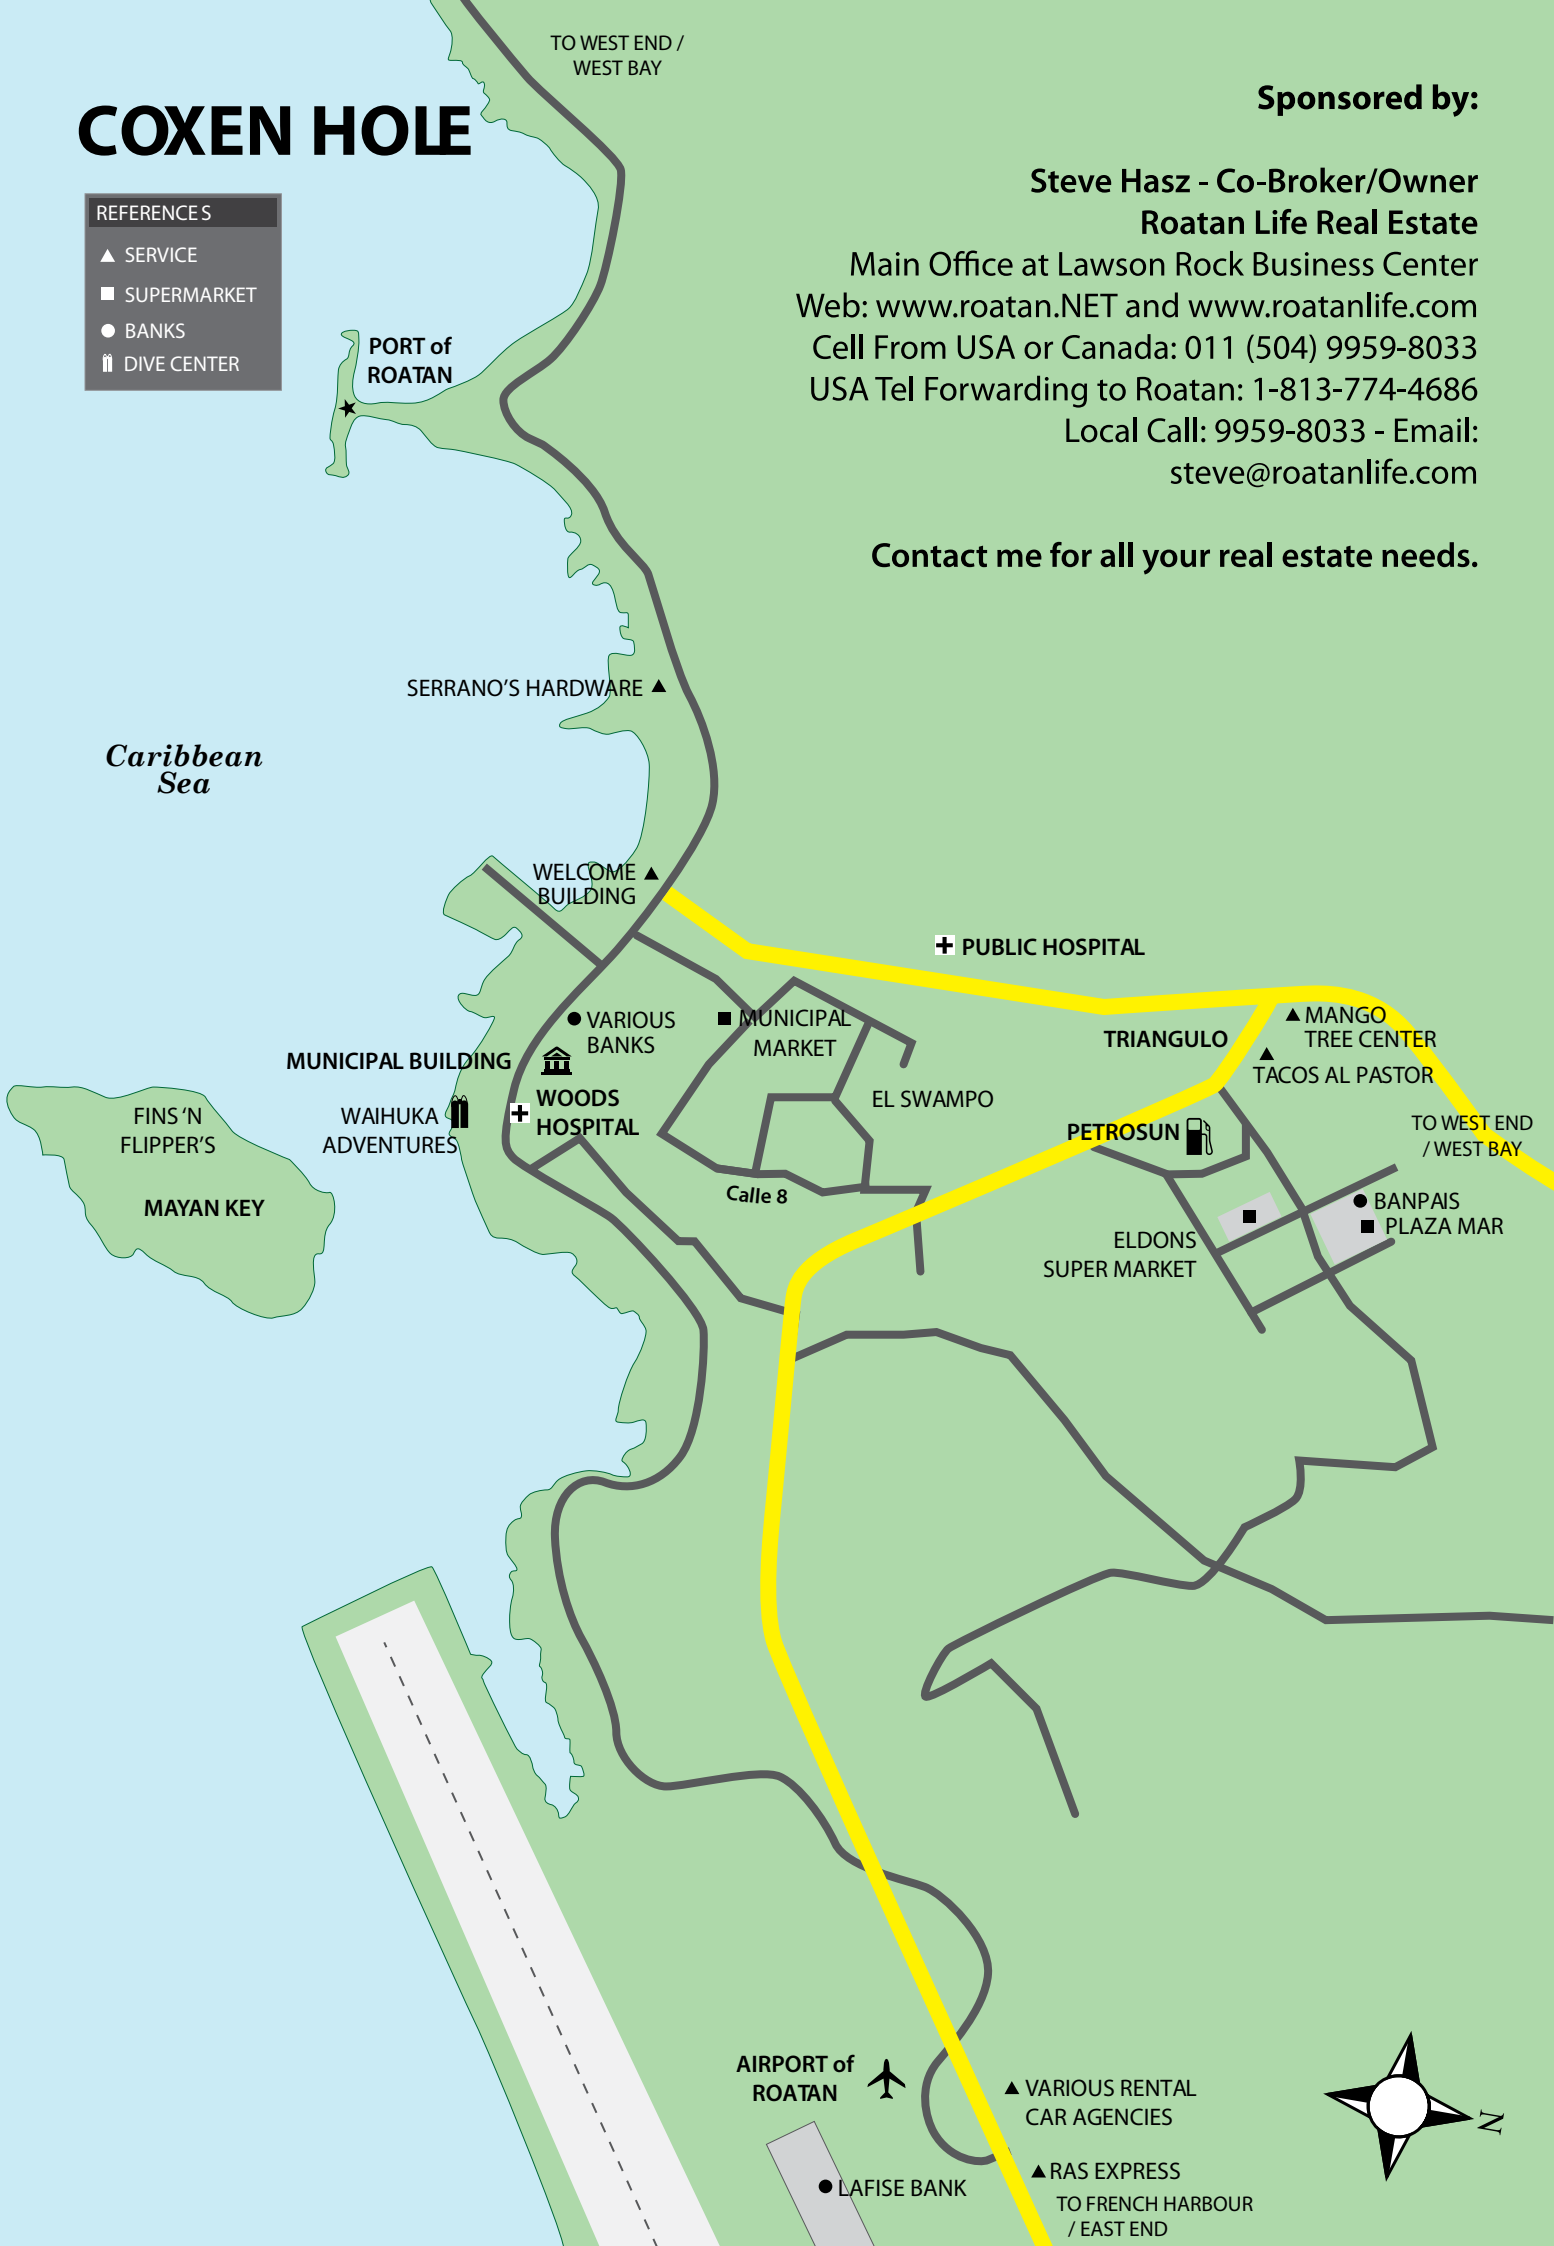 COXEN HOLE
REFERENCES
SERVICE
SUPERMARKET
BANKS
DIVE CENTER
TO WEST END /
WEST BAY
Sponsored by:
Steve Hasz - Co-Broker/Owner
Roatan Life Real Estate
Main Office at Lawson Rock Business Center
Web: www.roatan.NET and www.roatanlife.com
Cell From USA or Canada: 011 (504) 9959-8033
USA Tel Forwarding to Roatan: 1-813-774-4686
Local Call: 9959-8033 - Email:
steve@roatanlife.com
Contact me for all your real estate needs.
PORT of
ROATAN
SERRANO'S HARDWARE
Caribbean
Sea
WELCOME
BUILDING
PUBLIC HOSPITAL
VARIOUS
BANKS
MUNICIPAL
MARKET
MUNICIPAL BUILDING
TRIANGULO
MANGO
TREE CENTER
TACOS AL PASTOR
WOODS
HOSPITAL
EL SWAMPO
FINS 'N
FLIPPER'S
WAIHUKA
ADVENTURES
PETROSUN
TO WEST END
/ WEST BAY
MAYAN KEY
Calle 8
BANPAIS
PLAZA MAR
ELDONS
SUPER MARKET
AIRPORT of
ROATAN
VARIOUS RENTAL
CAR AGENCIES
N
RAS EXPRESS
LAFISE BANK
TO FRENCH HARBOUR
/ EAST END